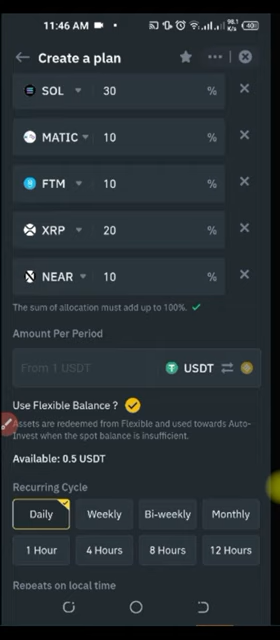 11:46 AM
98.1
K/s
40
Create a plan
SOL 30 %
MATIC 10 %
FTM 10 %
XRP 20 %
NEAR 10 %
The sum of allocation must add up to 100%.
Amount Per Period
From 1 USDT USDT
Use Flexible Balance ?
Assets are redeemed from Flexible and used towards Auto-
Invest when the spot balance is insufficient.
Available: 0.5 USDT
Recurring Cycle
Daily Weekly Bi-weekly Monthly
1 Hour 4 Hours 8 Hours 12 Hours
Repeats on local time